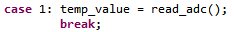 case 1: temp_value = read_adc();
break;